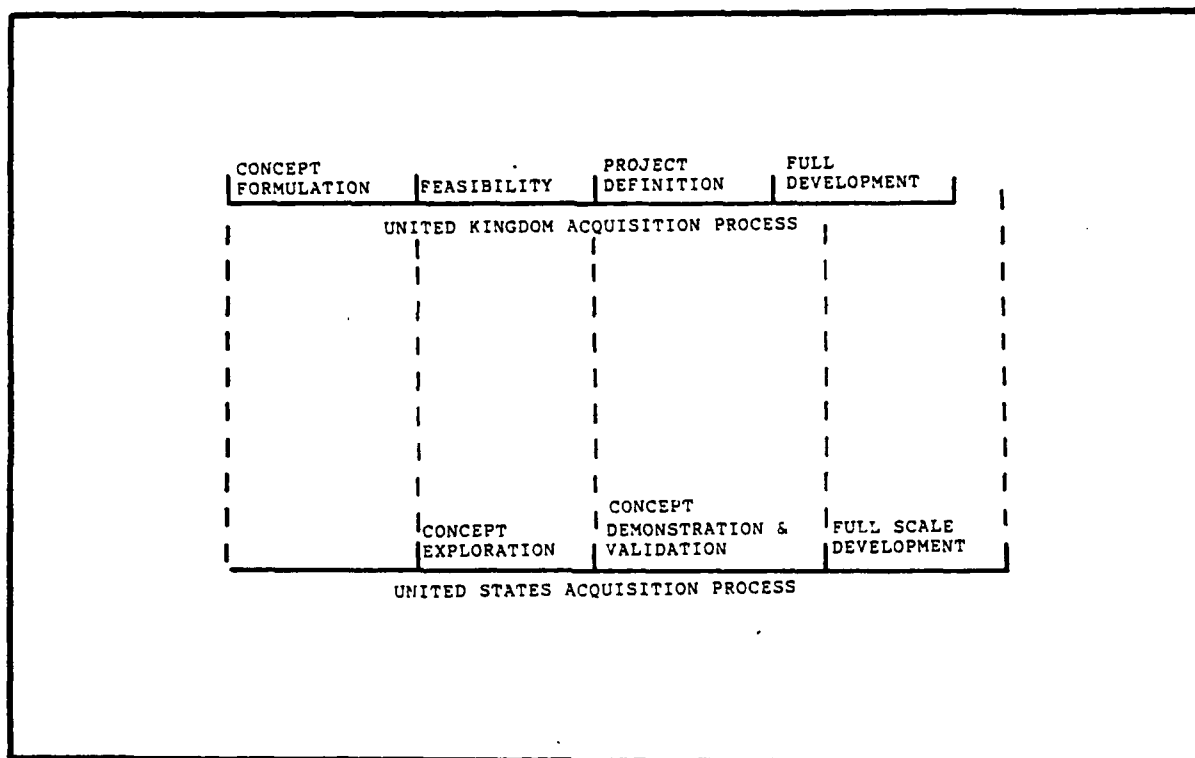 CONCEPT
FORMULATION
FEASIBILITY
PROJECT
DEFINITION
FULL
DEVELOPMENT
UNITED KINGDOM ACQUISITION PROCESS
CONCEPT
EXPLORATION
CONCEPT
DEMONSTRATION &
VALIDATION
FULL SCALE
DEVELOPMENT
UNITED STATES ACQUISITION PROCESS